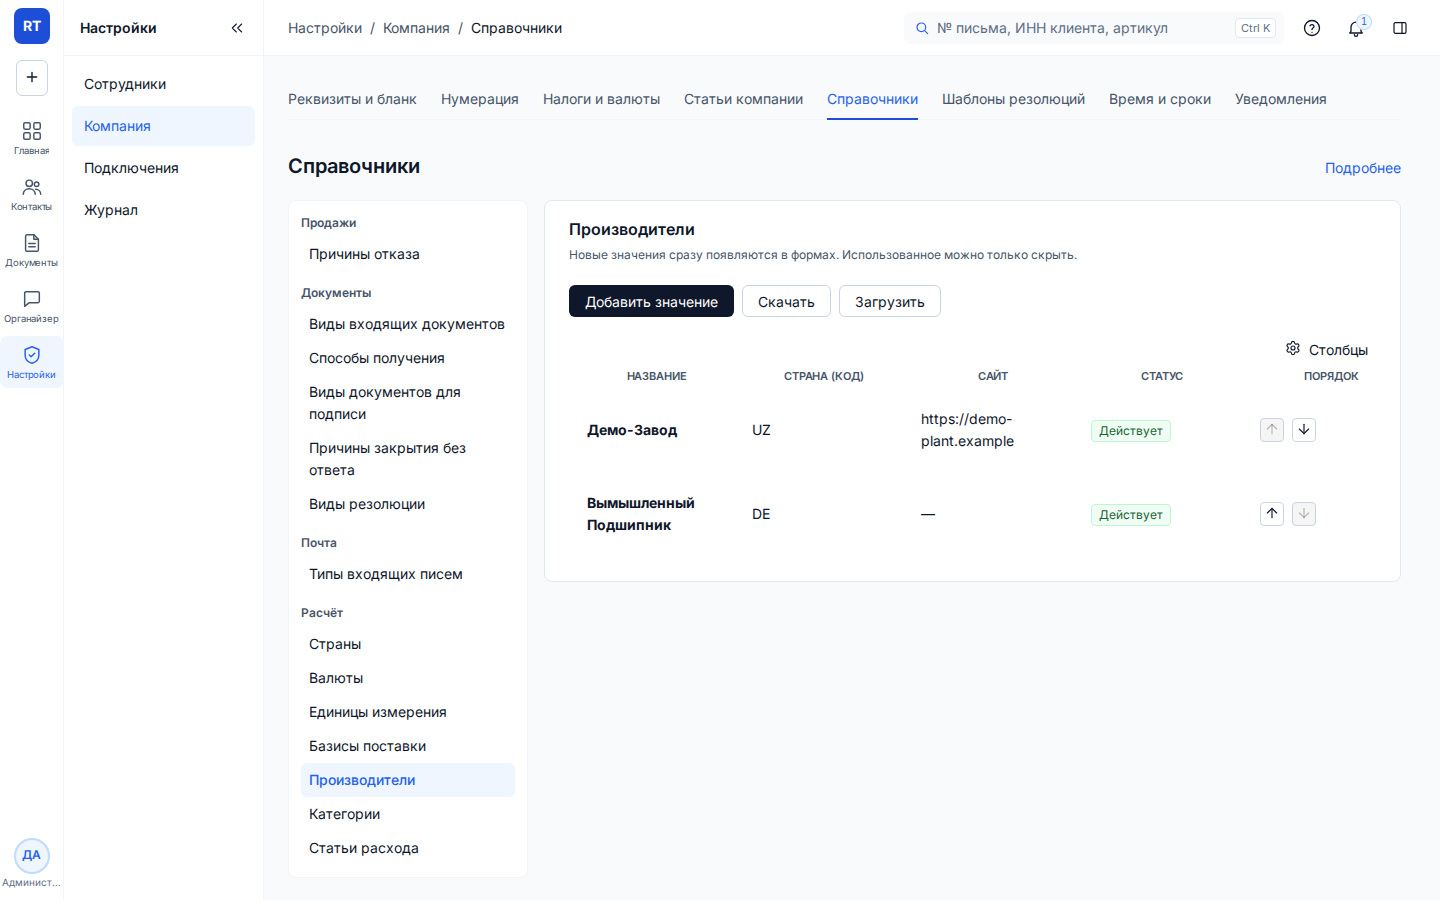 RT
Настройки
Настройки / Компания / Справочники
№ письма, ИНН клиента, артикул
Ctrl K
1
Главная
Контакты
Документы
Органайзер
Настройки
ДА
Админист...
Сотрудники
Компания
Подключения
Журнал
Реквизиты и бланк
Нумерация
Налоги и валюты
Статьи компании
Справочники
Шаблоны резолюций
Время и сроки
Уведомления
Справочники
Подробнее
Продажи
Причины отказа
Документы
Виды входящих документов
Способы получения
Виды документов для
подписи
Причины закрытия без
ответа
Виды резолюции
Почта
Типы входящих писем
Расчёт
Страны
Валюты
Единицы измерения
Базисы поставки
Производители
Категории
Статьи расхода
Производители
Новые значения сразу появляются в формах. Использованное можно только скрыть.
Добавить значение
Скачать
Загрузить
Столбцы
НАЗВАНИЕ
СТРАНА (КОД)
САЙТ
СТАТУС
ПОРЯДОК
Демо-Завод
UZ
https://demo-
plant.example
Действует
Вымышленный
Подшипник
DE
—
Действует